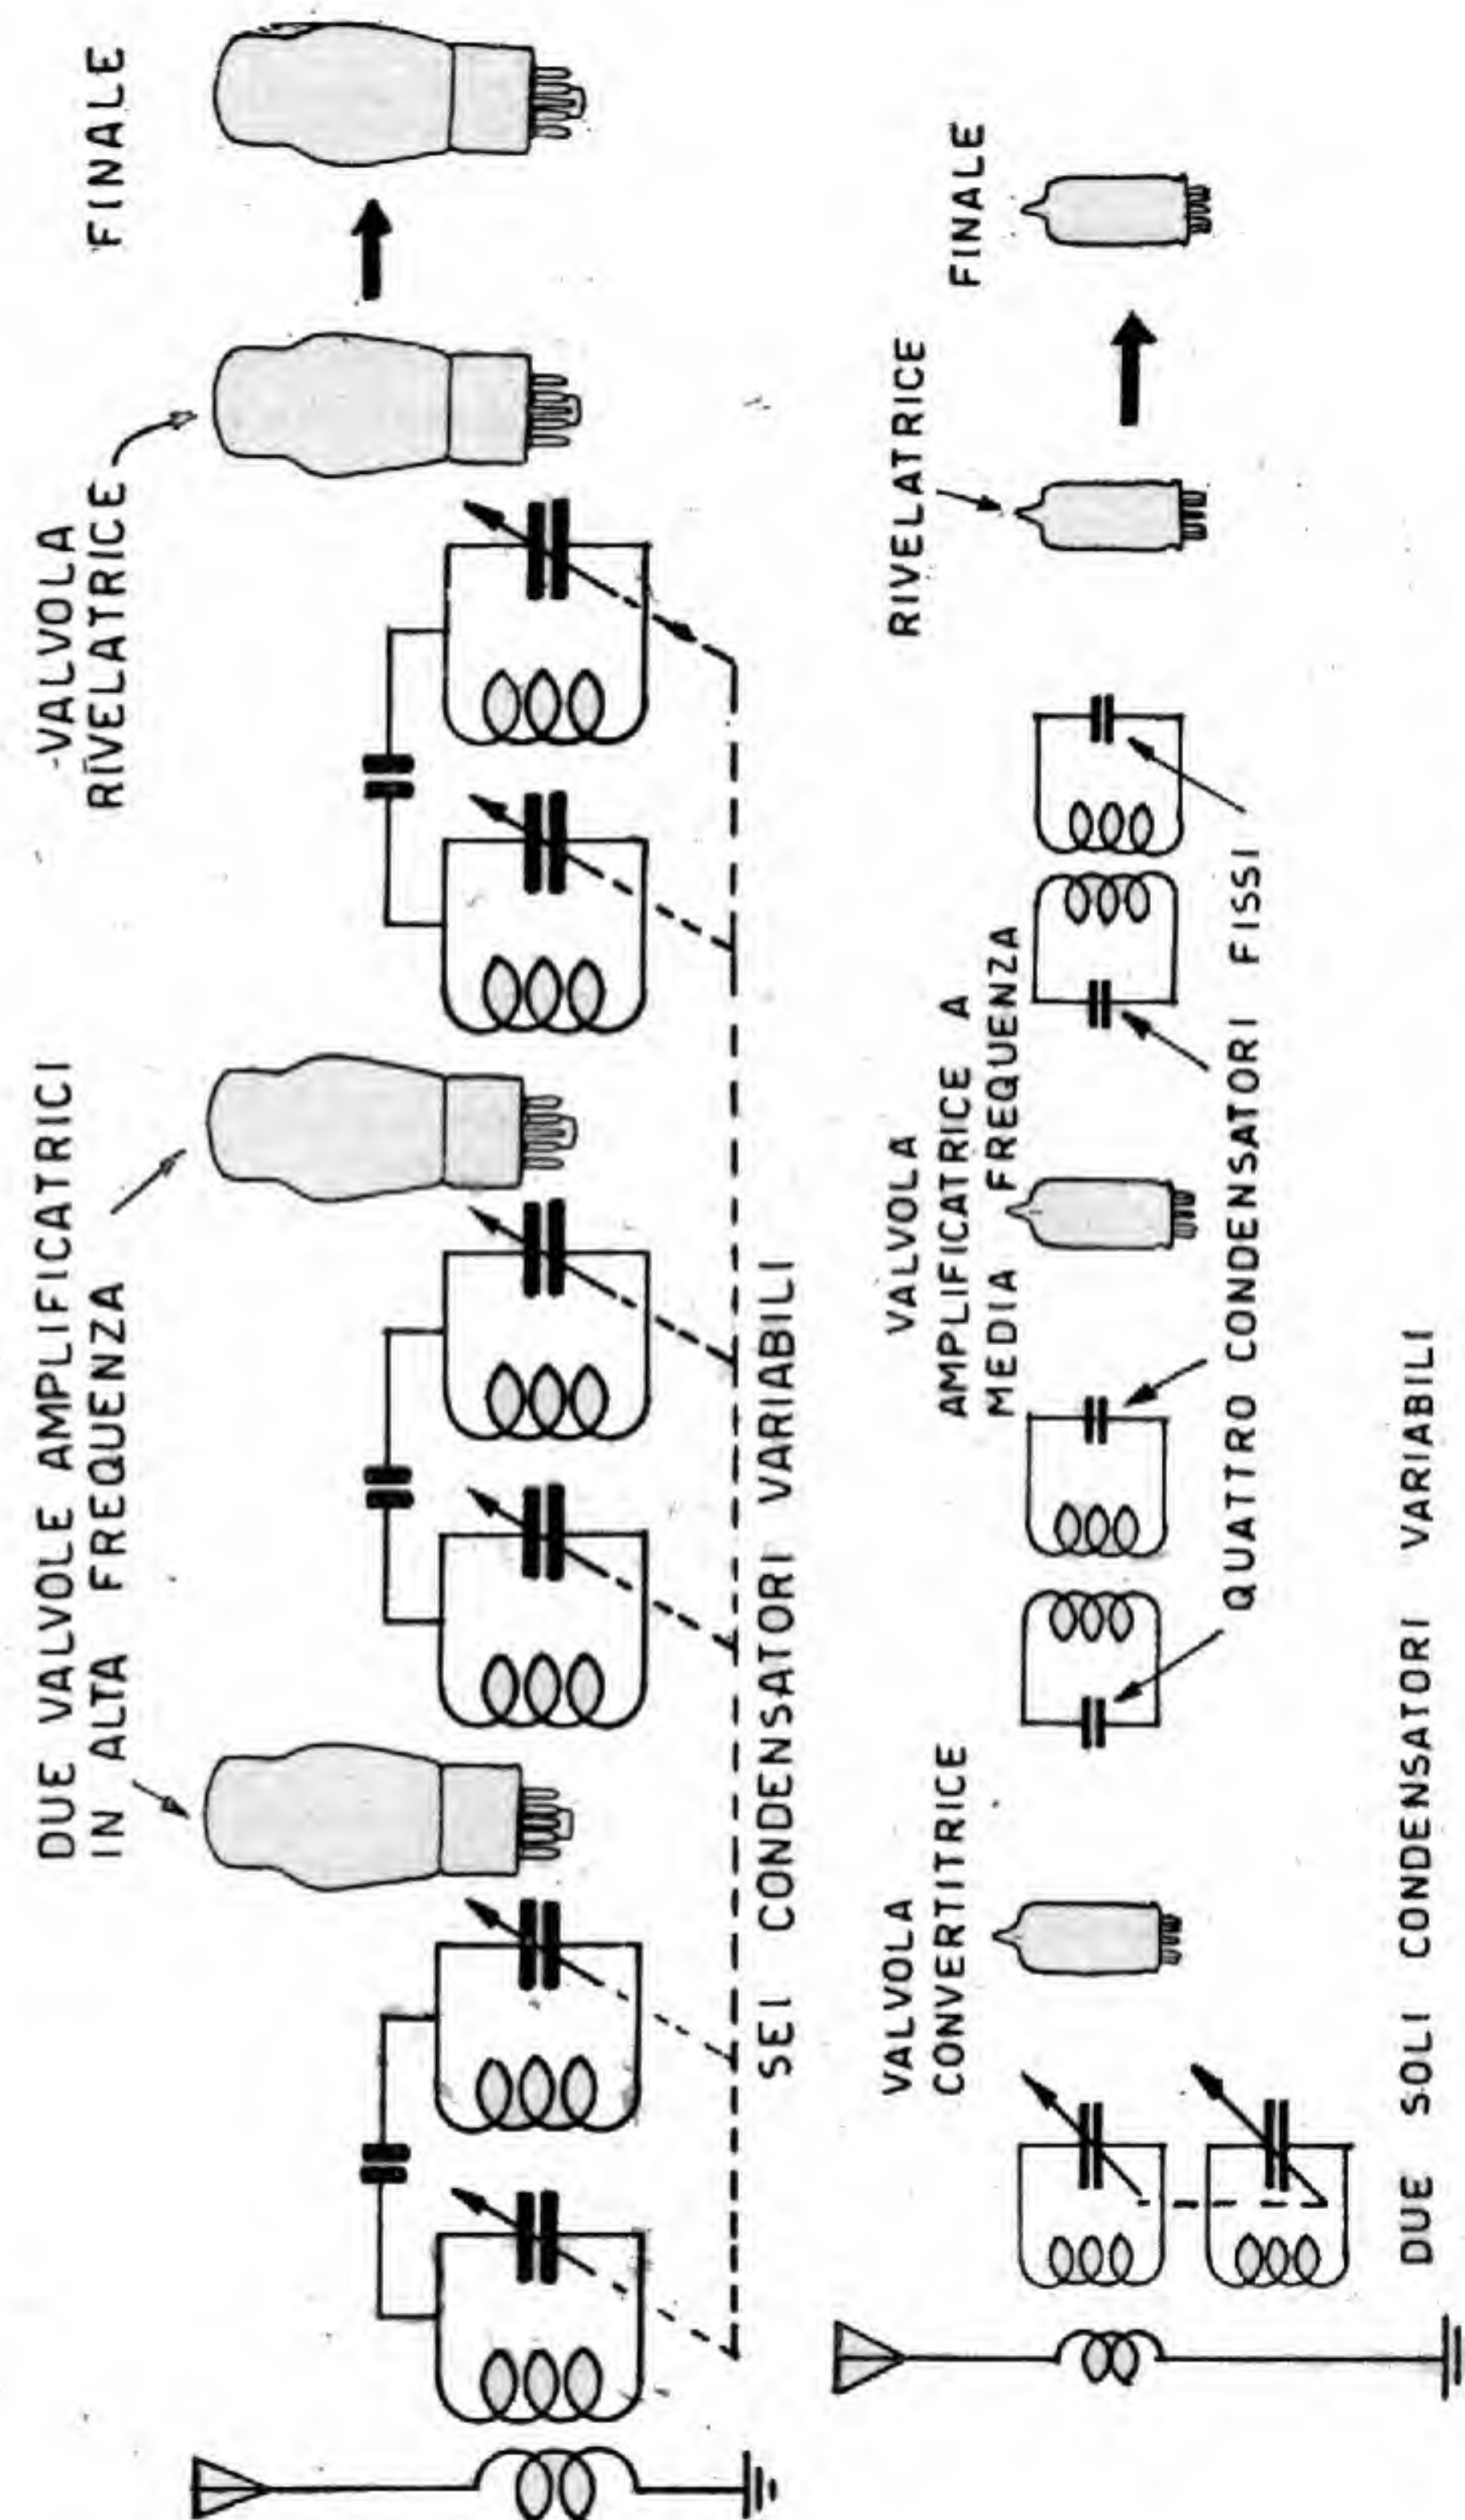 DUE VALVOLE AMPLIFICATRICI
IN ALTA FREQUENZA
VALVOLA
RIVELATRICE
FINALE
SEI CONDENSATORI VARIABILI
VALVOLA
CONVERTITRICE
VALVOLA
AMPLIFICATRICE A
MEDIA FREQUENZA
RIVELATRICE
FINALE
QUATTRO CONDENSATORI FISSI
DUE SOLI CONDENSATORI VARIABILI